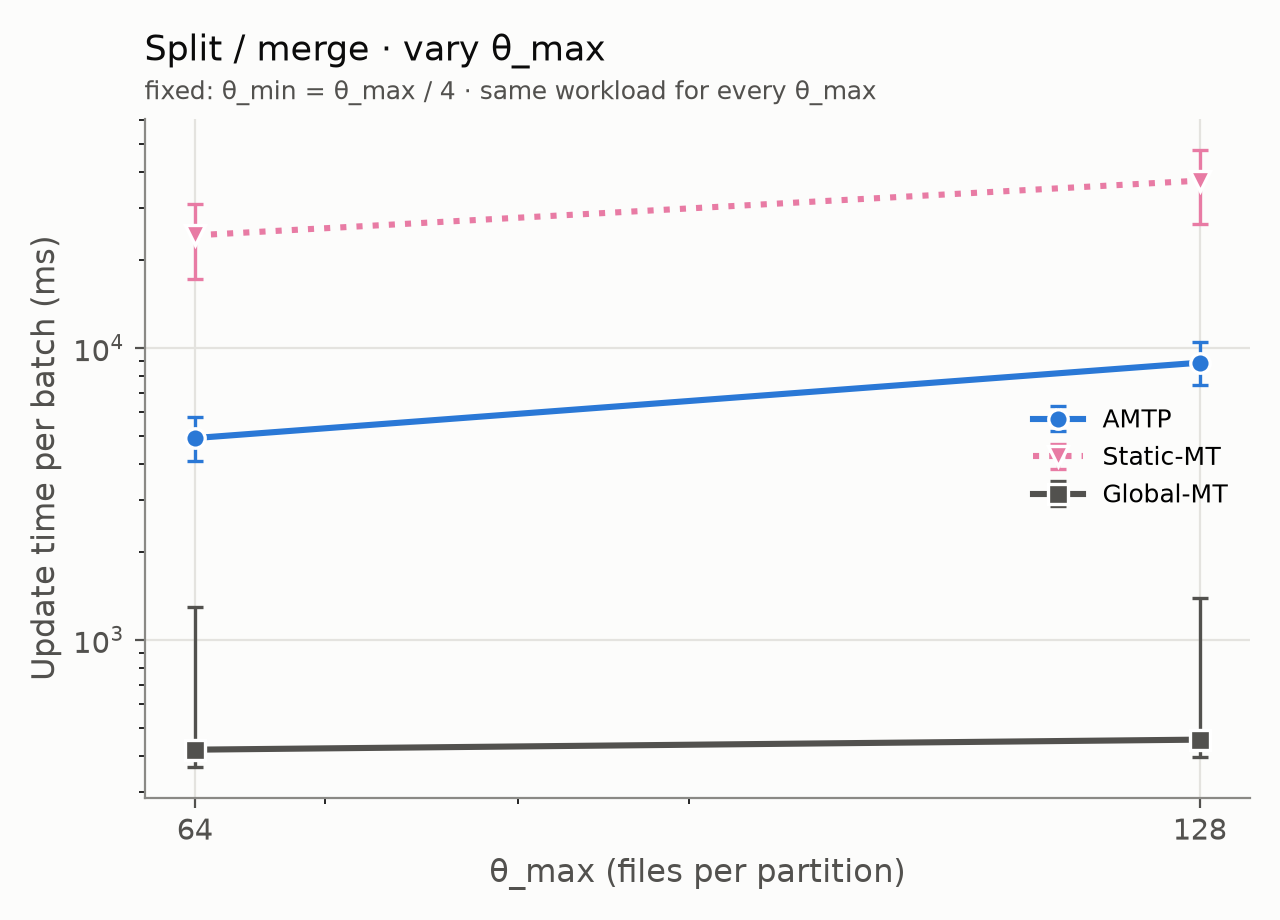 Split / merge · vary θ_max
fixed: θ_min = θ_max / 4 · same workload for every θ_max
Update time per batch (ms)
10⁴
10³
AMTP
Static-MT
Global-MT
64
128
θ_max (files per partition)